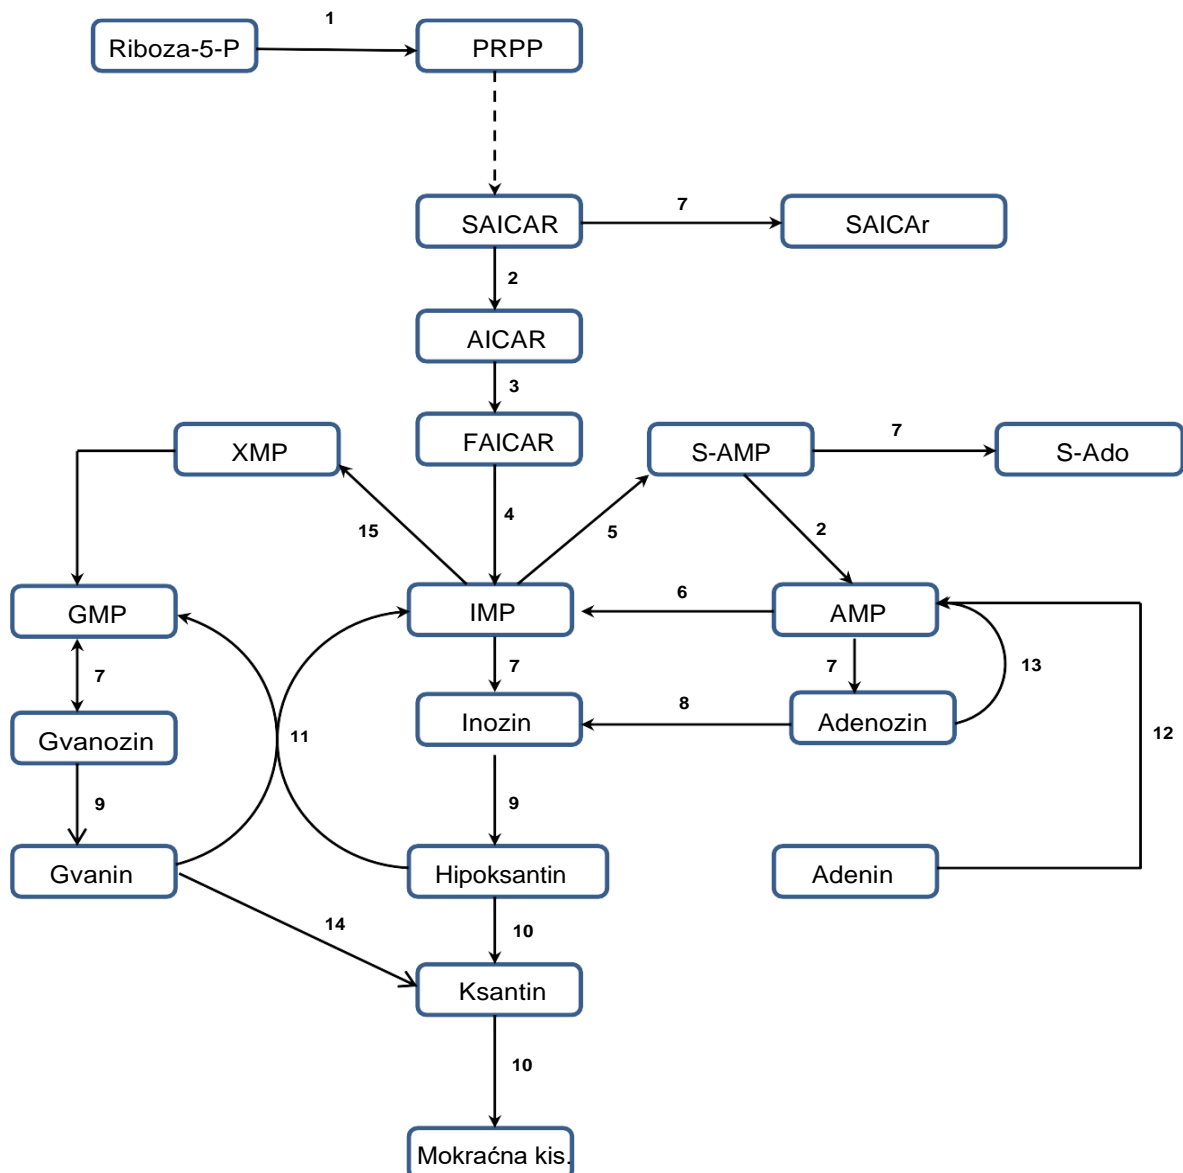 1
Riboza-5-P
PRPP
7
SAICAR
SAICAr
2
AICAR
3
XMP
FAICAR
S-AMP
7
S-Ado
15
4
5
2
GMP
IMP
6
AMP
7
7
7
13
Gvanozin
11
Inozin
8
Adenozin
12
9
9
Gvanin
Hipoksantin
Adenin
14
10
Ksantin
10
Mokraćna kis.